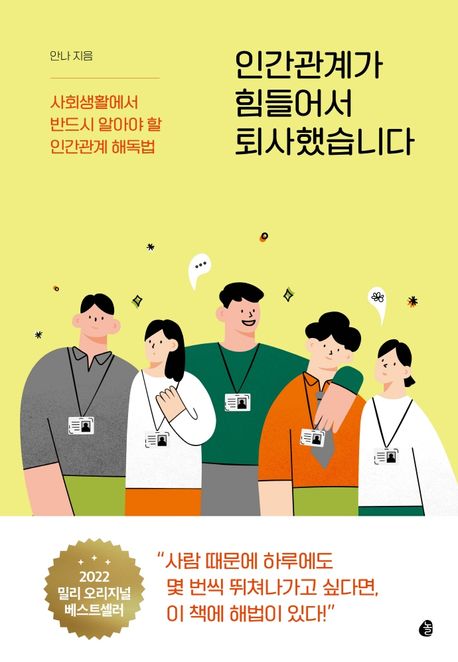 안나 지음
사회생활에서
반드시 알아야 할
인간관계 해독법
인간관계가
힘들어서
퇴사했습니다
2022
밀리 오리지널
베스트셀러
“사람 때문에 하루에도
몇 번씩 뛰쳐나가고 싶다면,
이 책에 해법이 있다!”
놀